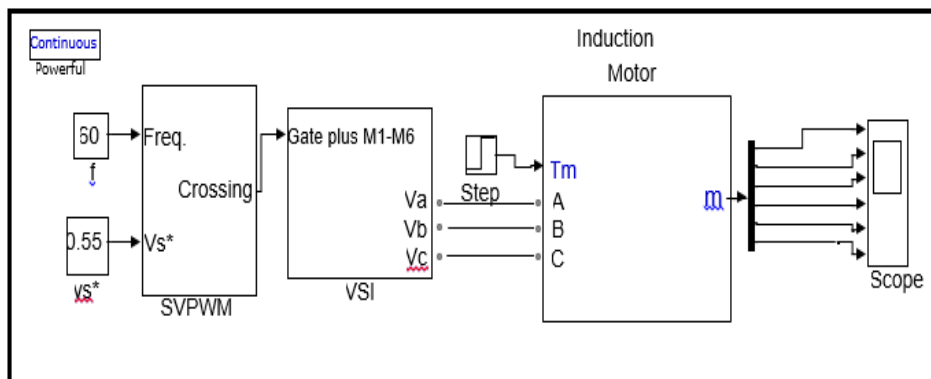 Continuous
Powerful
Induction
Motor
60
f
Freq.
Crossing
0.55
vs*
Vs*
SVPWM
Gate plus M1-M6
Va
Vb
Vc
VSI
Step
Tm
A
B
C
m
Scope